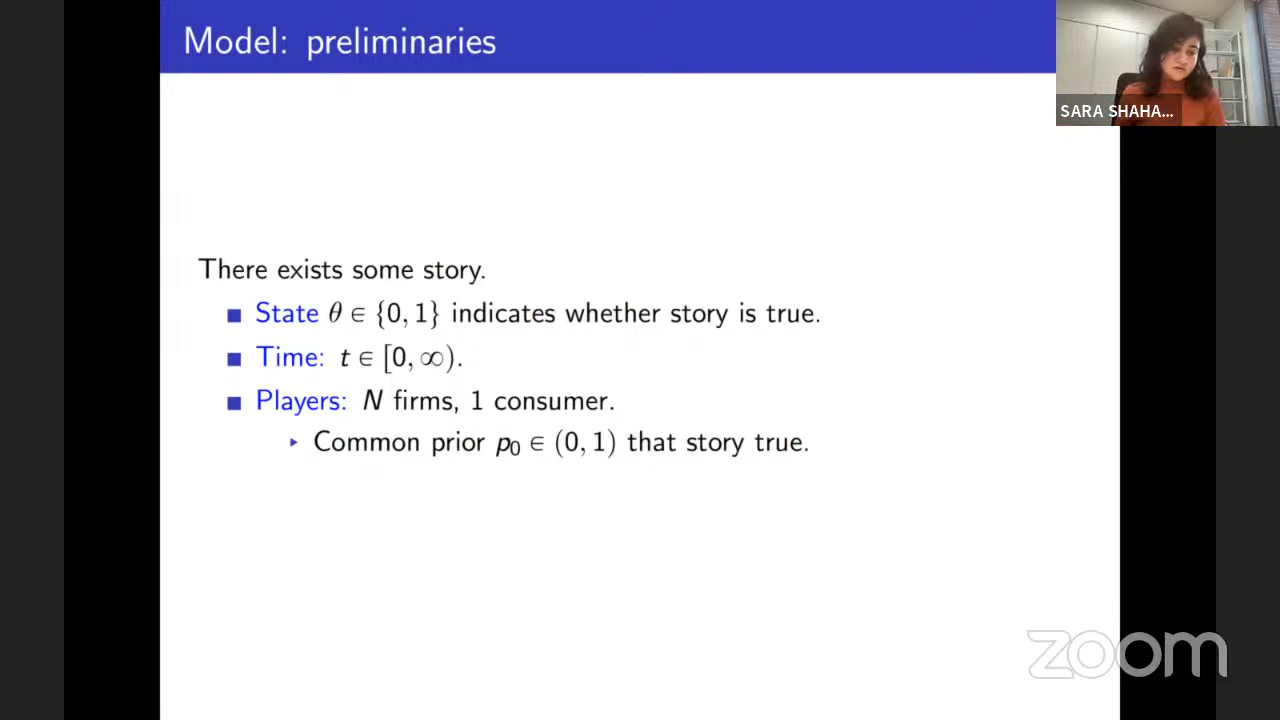 Model: preliminaries
SARA SHAHA...
There exists some story.
State θ ∈ {0, 1} indicates whether story is true.
Time: t ∈ [0, ∞).
Players: N firms, 1 consumer.
Common prior p₀ ∈ (0, 1) that story true.
zoom